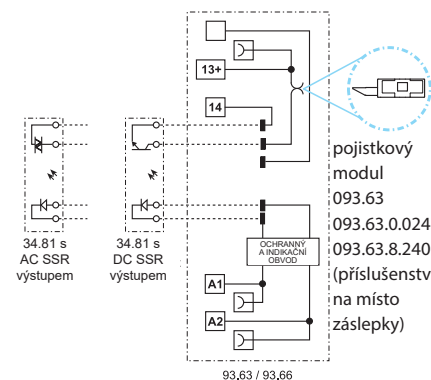 13+
14
pojistkový
modul
093.63
093.63.0.024
093.63.8.240
(příslušenstv
na místo
záslepky)
34.81 s
AC SSR
výstupem
34.81 s
DC SSR
výstupem
OCHRANNÝ
A INDIKAČNÍ
OBVOD
A1
A2
93.63 / 93.66